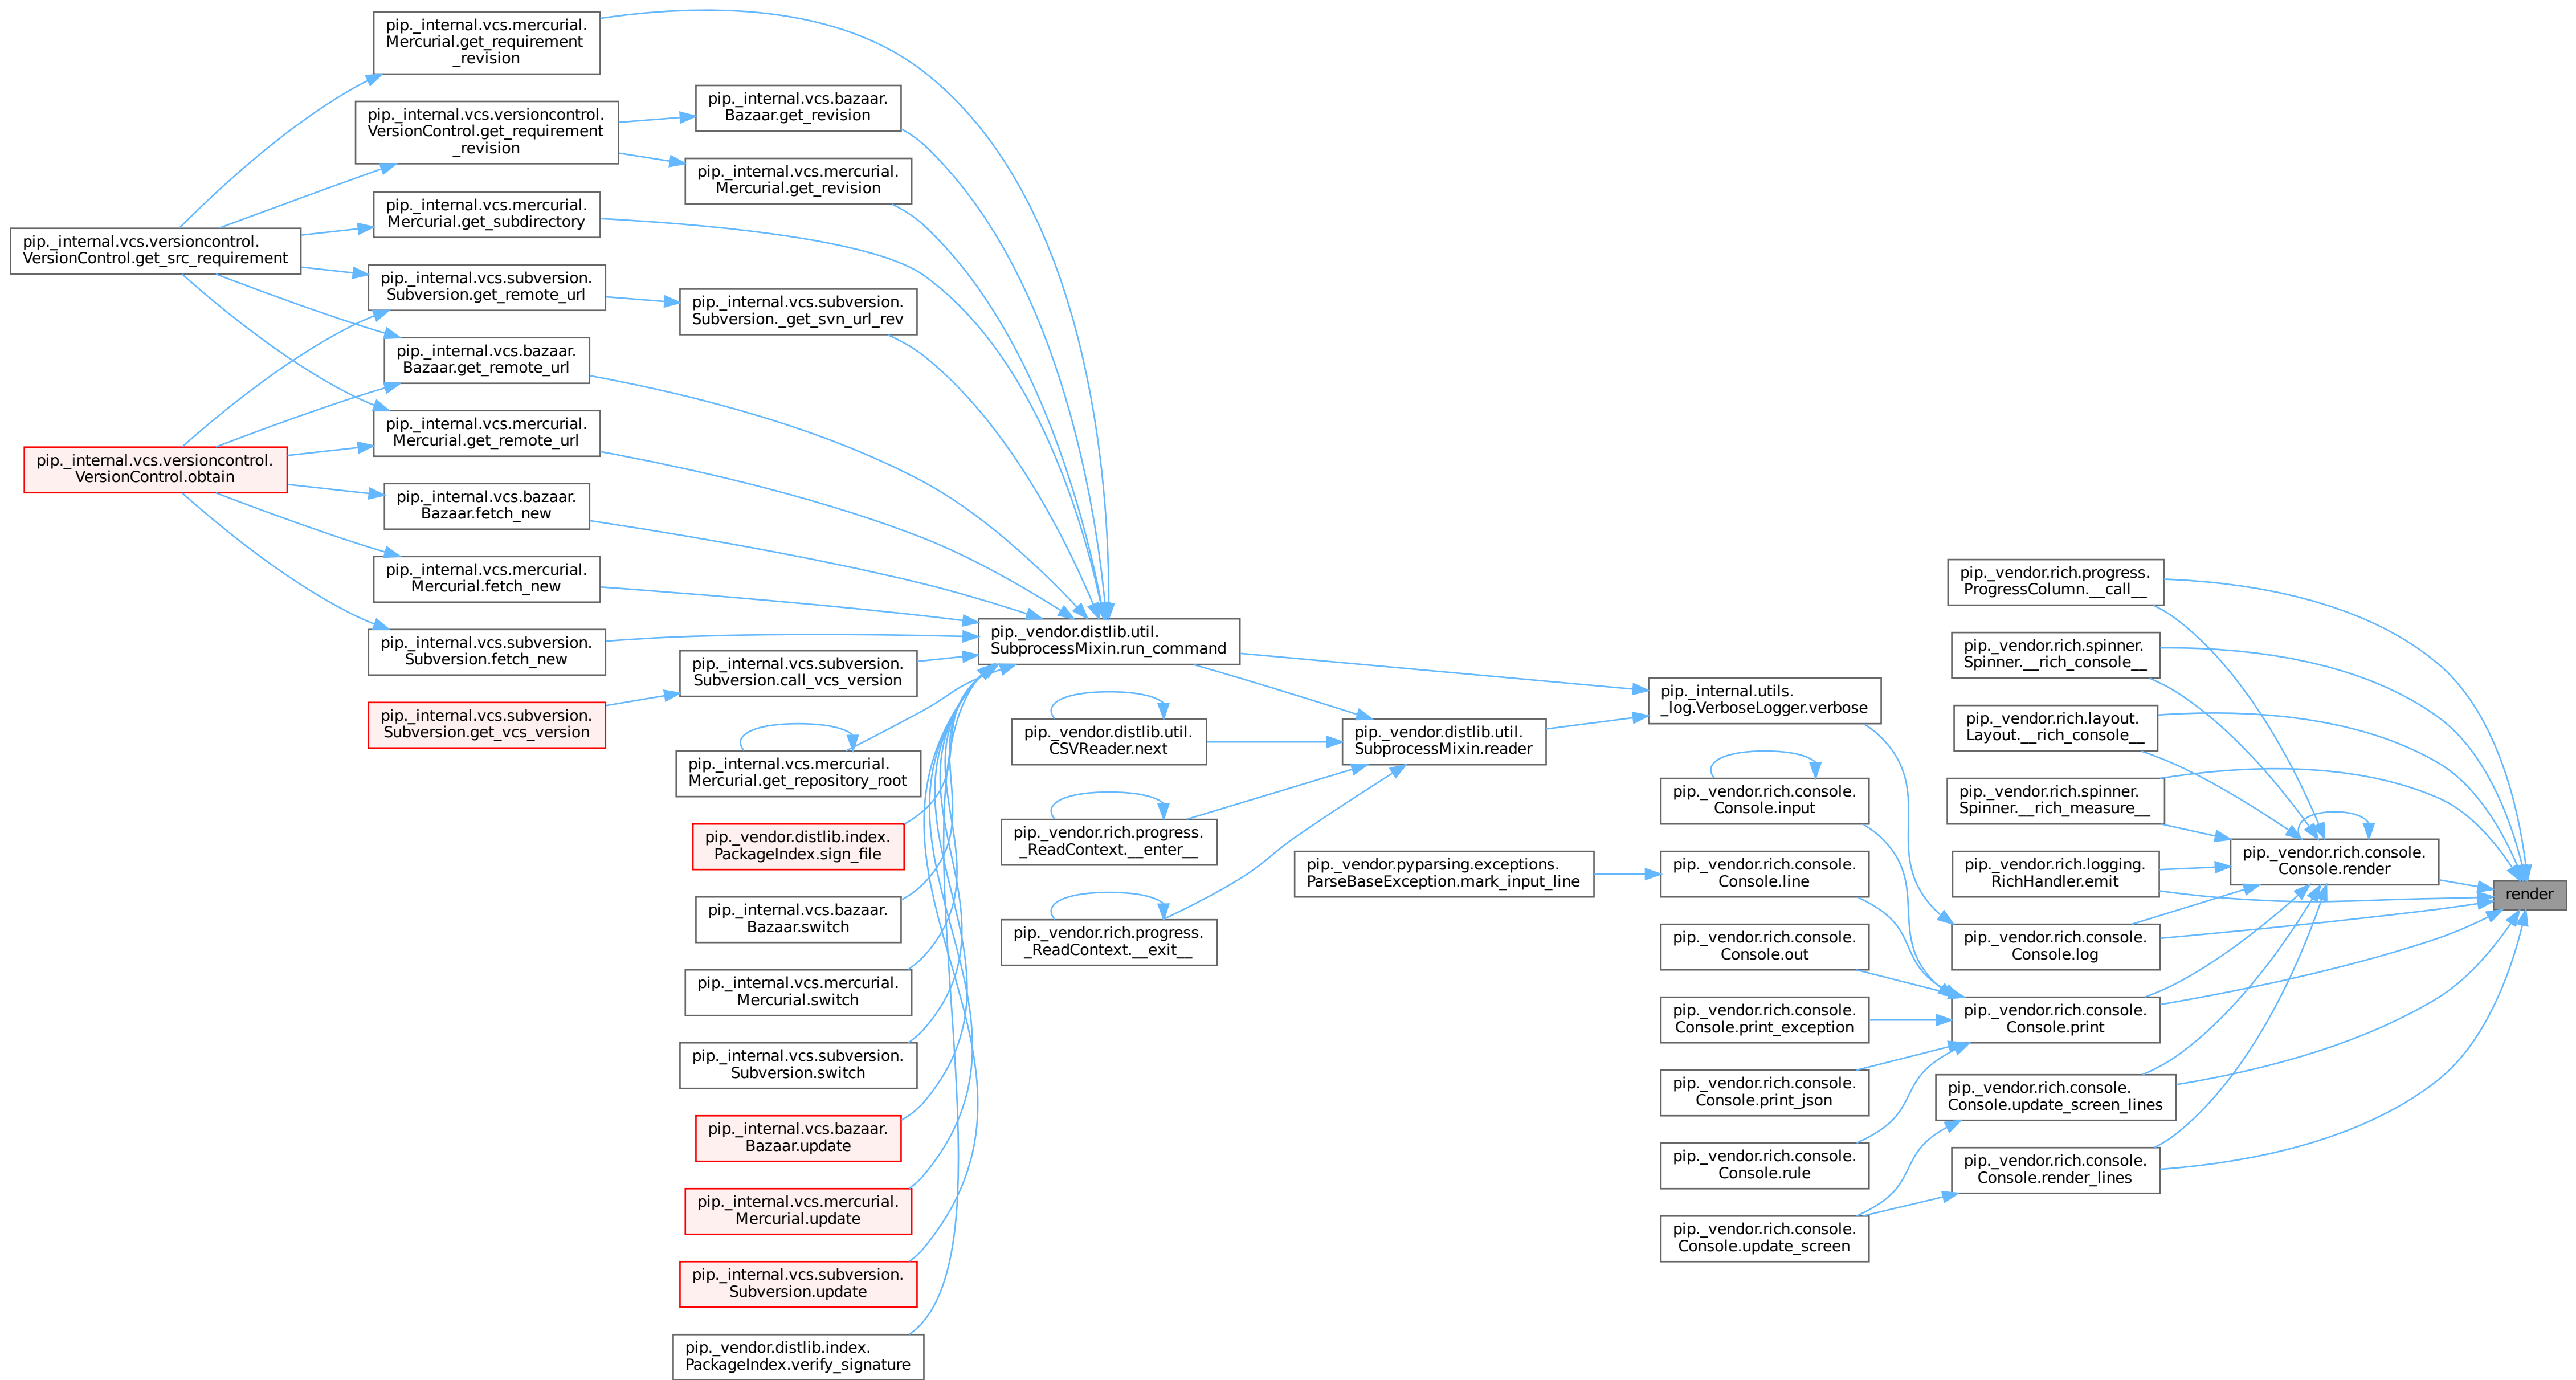 pip._internal.vcs.mercurial.
Mercurial.get_requirement
_revision
pip._internal.vcs.versioncontrol.
VersionControl.get_requirement
_revision
pip._internal.vcs.mercurial.
Mercurial.get_subdirectory
pip._internal.vcs.versioncontrol.
VersionControl.get_src_requirement
pip._internal.vcs.subversion.
Subversion.get_remote_url
pip._internal.vcs.bazaar.
Bazaar.get_remote_url
pip._internal.vcs.mercurial.
Mercurial.get_remote_url
pip._internal.vcs.versioncontrol.
VersionControl.obtain
pip._internal.vcs.bazaar.
Bazaar.fetch_new
pip._internal.vcs.mercurial.
Mercurial.fetch_new
pip._internal.vcs.subversion.
Subversion.fetch_new
pip._internal.vcs.subversion.
Subversion.get_vcs_version
pip._internal.vcs.bazaar.
Bazaar.get_revision
pip._internal.vcs.mercurial.
Mercurial.get_revision
pip._internal.vcs.subversion.
Subversion._get_svn_url_rev
pip._internal.vcs.subversion.
Subversion.call_vcs_version
pip._internal.vcs.mercurial.
Mercurial.get_repository_root
pip._vendor.distlib.index.
PackageIndex.sign_file
pip._internal.vcs.bazaar.
Bazaar.switch
pip._internal.vcs.mercurial.
Mercurial.switch
pip._internal.vcs.subversion.
Subversion.switch
pip._internal.vcs.bazaar.
Bazaar.update
pip._internal.vcs.mercurial.
Mercurial.update
pip._internal.vcs.subversion.
Subversion.update
pip._vendor.distlib.index.
PackageIndex.verify_signature
pip._vendor.distlib.util.
SubprocessMixin.run_command
pip._vendor.distlib.util.
CSVReader.next
pip._vendor.rich.progress.
_ReadContext.__enter__
pip._vendor.rich.progress.
_ReadContext.__exit__
pip._vendor.distlib.util.
SubprocessMixin.reader
pip._vendor.pyparsing.exceptions.
ParseBaseException.mark_input_line
pip._internal.utils.
_log.VerboseLogger.verbose
pip._vendor.rich.console.
Console.input
pip._vendor.rich.console.
Console.line
pip._vendor.rich.console.
Console.out
pip._vendor.rich.console.
Console.print_exception
pip._vendor.rich.console.
Console.print_json
pip._vendor.rich.console.
Console.rule
pip._vendor.rich.console.
Console.update_screen
pip._vendor.rich.progress.
ProgressColumn.__call__
pip._vendor.rich.spinner.
Spinner.__rich_console__
pip._vendor.rich.layout.
Layout.__rich_console__
pip._vendor.rich.spinner.
Spinner.__rich_measure__
pip._vendor.rich.logging.
RichHandler.emit
pip._vendor.rich.console.
Console.log
pip._vendor.rich.console.
Console.print
pip._vendor.rich.console.
Console.update_screen_lines
pip._vendor.rich.console.
Console.render_lines
pip._vendor.rich.console.
Console.render
render